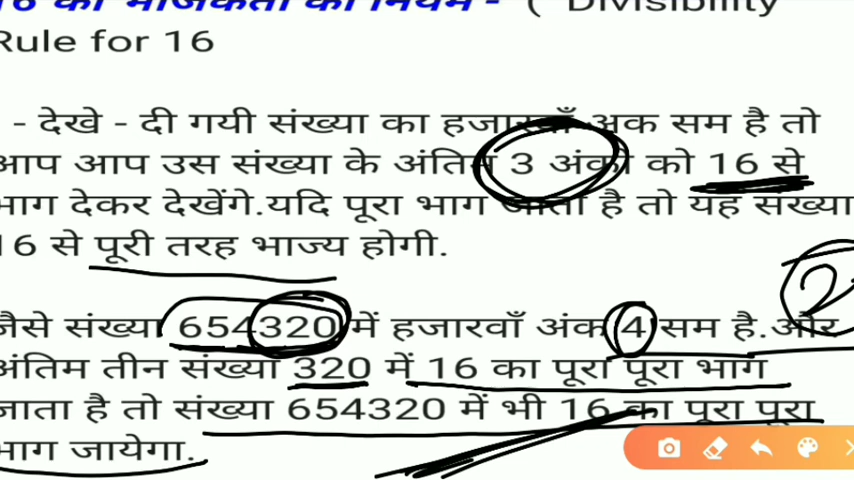 16 की भाजिकता का नियम - ( Divisibility
Rule for 16
- देखे - दी गयी संख्या का हजारवाँ अंक सम है तो
आप आप उस संख्या के अंतिम 3 अंको को 16 से
भाग देकर देखेंगे.यदि पूरा भाग जाता है तो यह संख्या
16 से पूरी तरह भाज्य होगी.
2
जैसे संख्या 654320 में हजारवाँ अंक 4 सम है.और
अंतिम तीन संख्या 320 में 16 का पूरा पूरा भाग
जाता है तो संख्या 654320 में भी 16 का पूरा पूरा
भाग जायेगा.